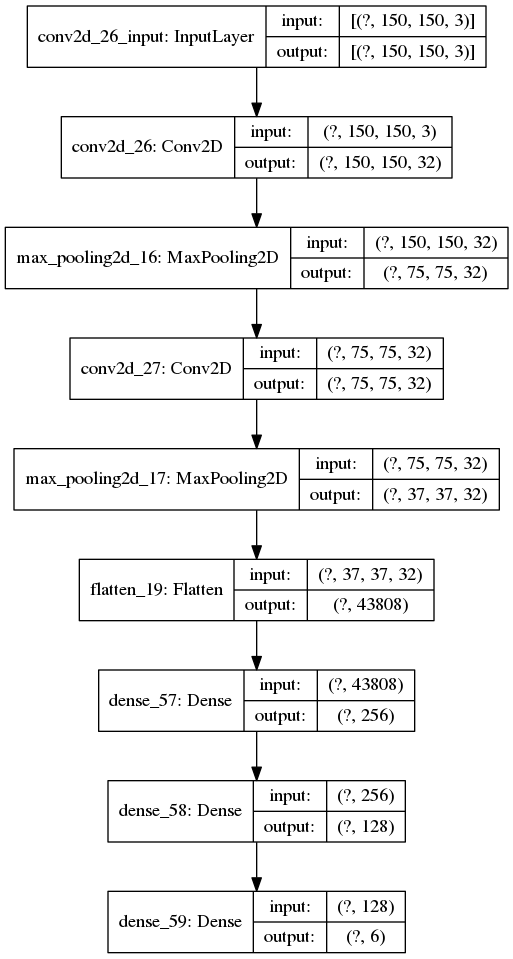 conv2d_26_input: InputLayer
input:
[(?, 150, 150, 3)]
output:
[(?, 150, 150, 3)]
conv2d_26: Conv2D
input:
(?, 150, 150, 3)
output:
(?, 150, 150, 32)
max_pooling2d_16: MaxPooling2D
input:
(?, 150, 150, 32)
output:
(?, 75, 75, 32)
conv2d_27: Conv2D
input:
(?, 75, 75, 32)
output:
(?, 75, 75, 32)
max_pooling2d_17: MaxPooling2D
input:
(?, 75, 75, 32)
output:
(?, 37, 37, 32)
flatten_19: Flatten
input:
(?, 37, 37, 32)
output:
(?, 43808)
dense_57: Dense
input:
(?, 43808)
output:
(?, 256)
dense_58: Dense
input:
(?, 256)
output:
(?, 128)
dense_59: Dense
input:
(?, 128)
output:
(?, 6)